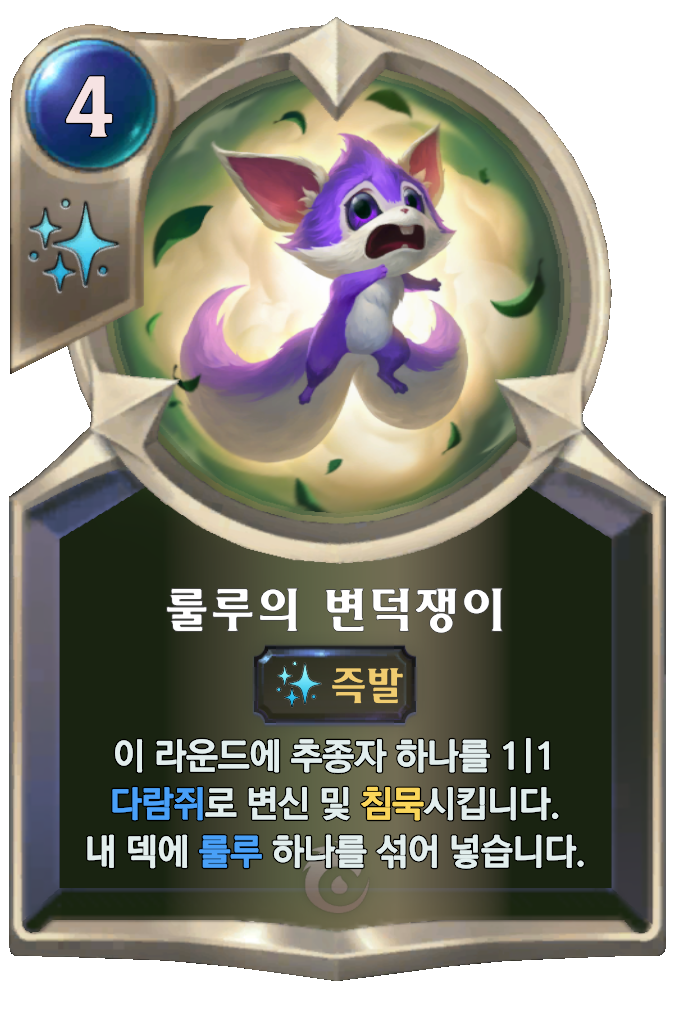 4
룰루의 변덕쟁이
즉발
이 라운드에 추종자 하나를 1|1
다람쥐로 변신 및 침묵시킵니다.
내 덱에 룰루 하나를 섞어 넣습니다.